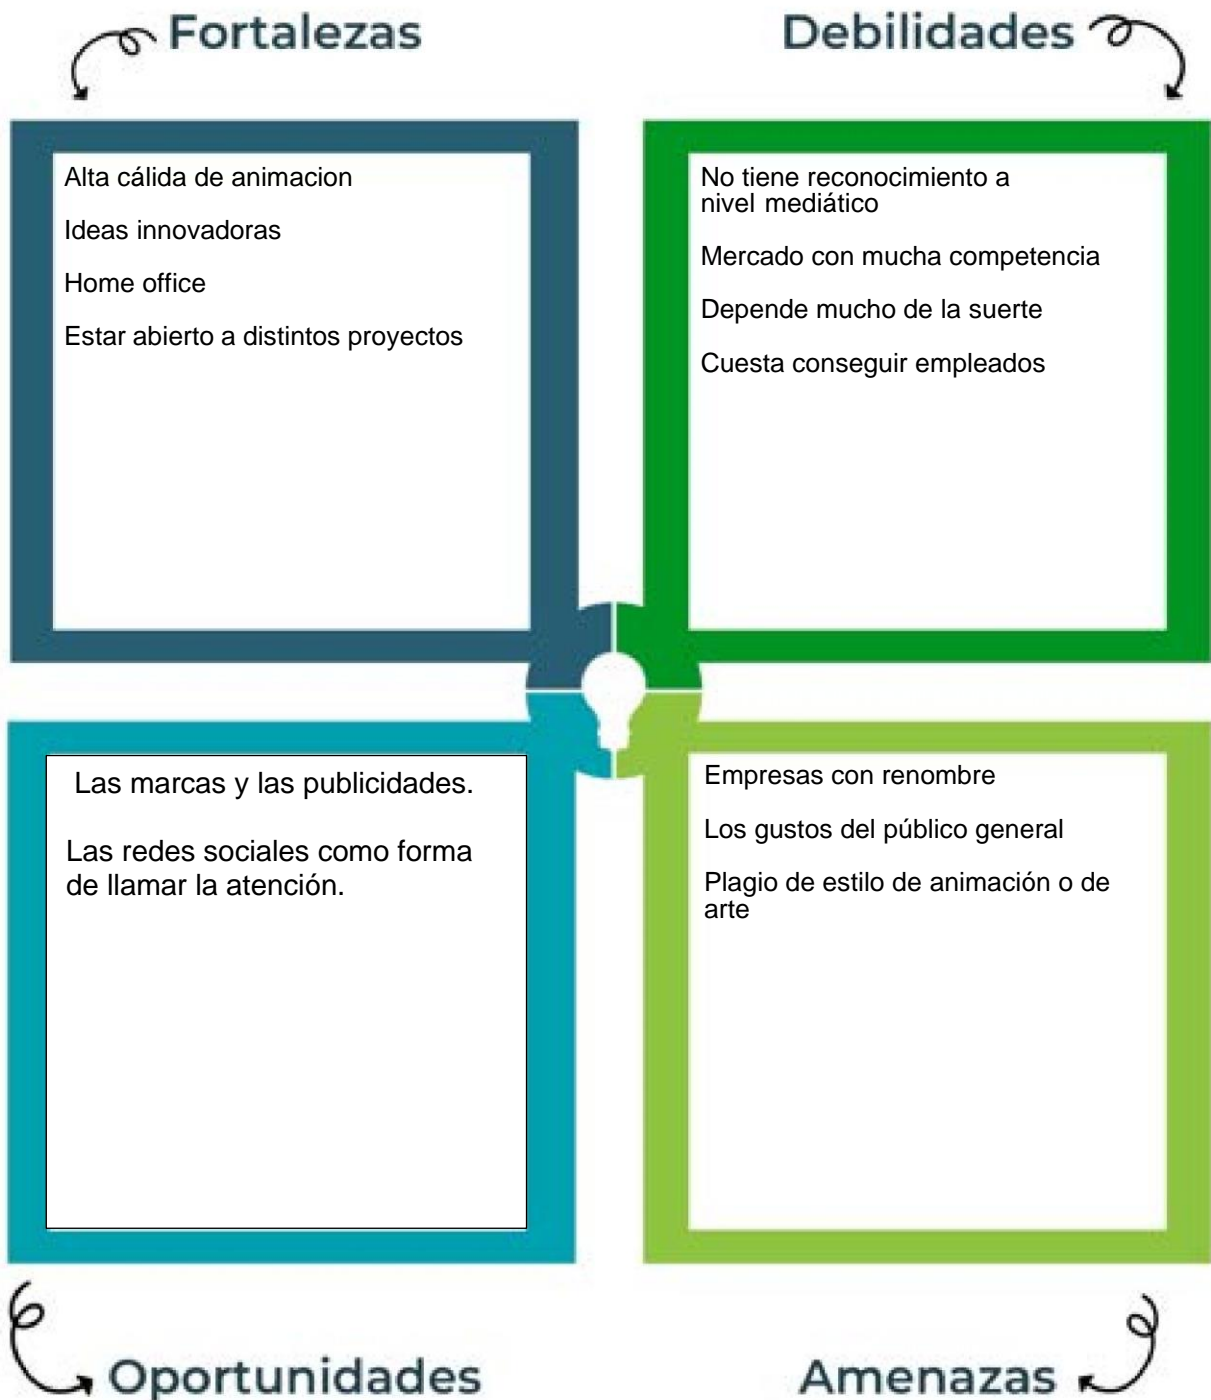 Fortalezas
Alta cálida de animacion
Ideas innovadoras
Home office
Estar abierto a distintos proyectos
Debilidades
No tiene reconocimiento a
nivel mediático
Mercado con mucha competencia
Depende mucho de la suerte
Cuesta conseguir empleados
Las marcas y las publicidades.
Las redes sociales como forma
de llamar la atención.
Oportunidades
Empresas con renombre
Los gustos del público general
Plagio de estilo de animación o de
arte
Amenazas